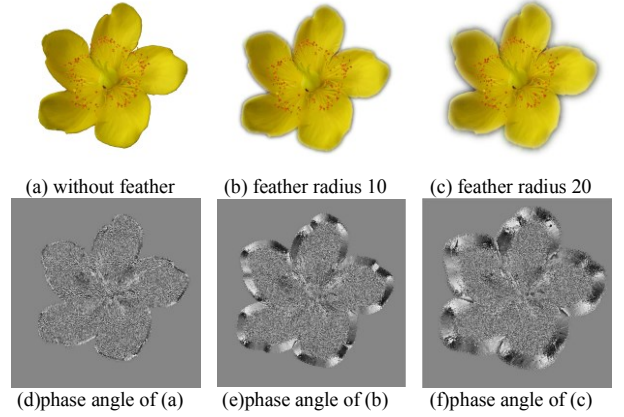 (a) without feather
(b) feather radius 10
(c) feather radius 20
(d)phase angle of (a)
(e)phase angle of (b)
(f)phase angle of (c)